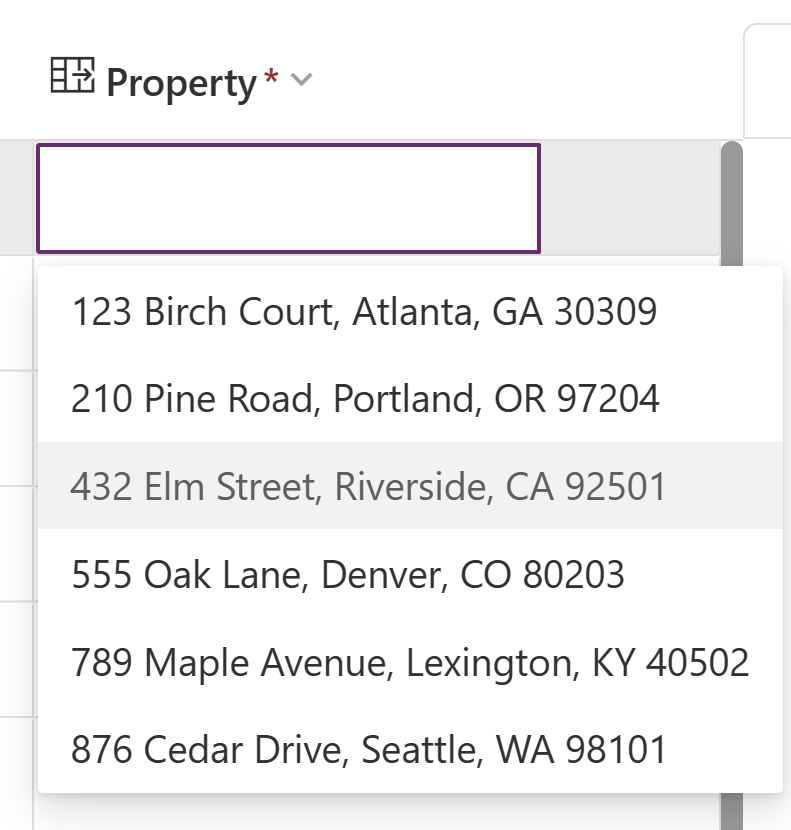 Property *
123 Birch Court, Atlanta, GA 30309
210 Pine Road, Portland, OR 97204
432 Elm Street, Riverside, CA 92501
555 Oak Lane, Denver, CO 80203
789 Maple Avenue, Lexington, KY 40502
876 Cedar Drive, Seattle, WA 98101